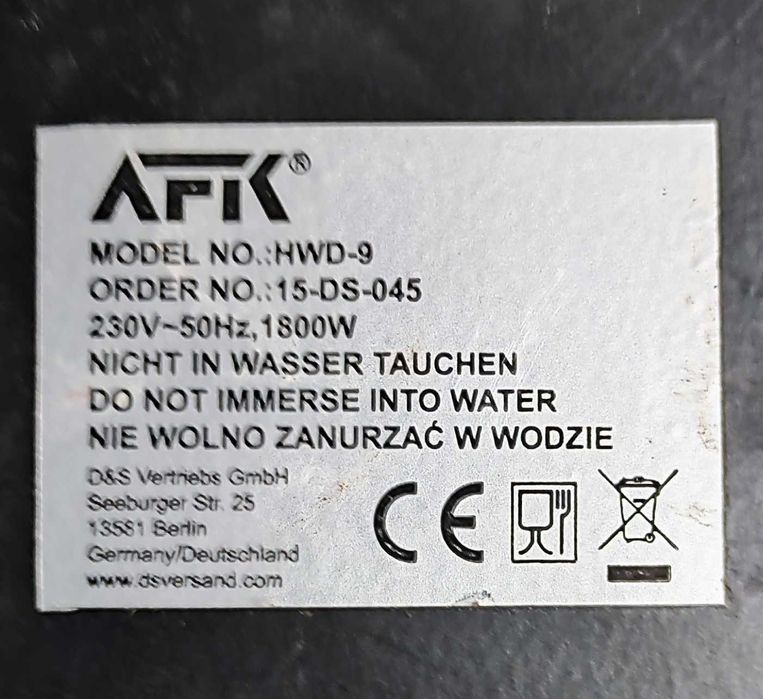 AFK®
MODEL NO.:HWD-9
ORDER NO.:15-DS-045
230V~50Hz,1800W
NICHT IN WASSER TAUCHEN
DO NOT IMMERSE INTO WATER
NIE WOLNO ZANURZAĆ W WODZIE
D&S Vertriebs GmbH
Seeburger Str. 25
13581 Berlin
Germany/Deutschland
www.dsversand.com
CE